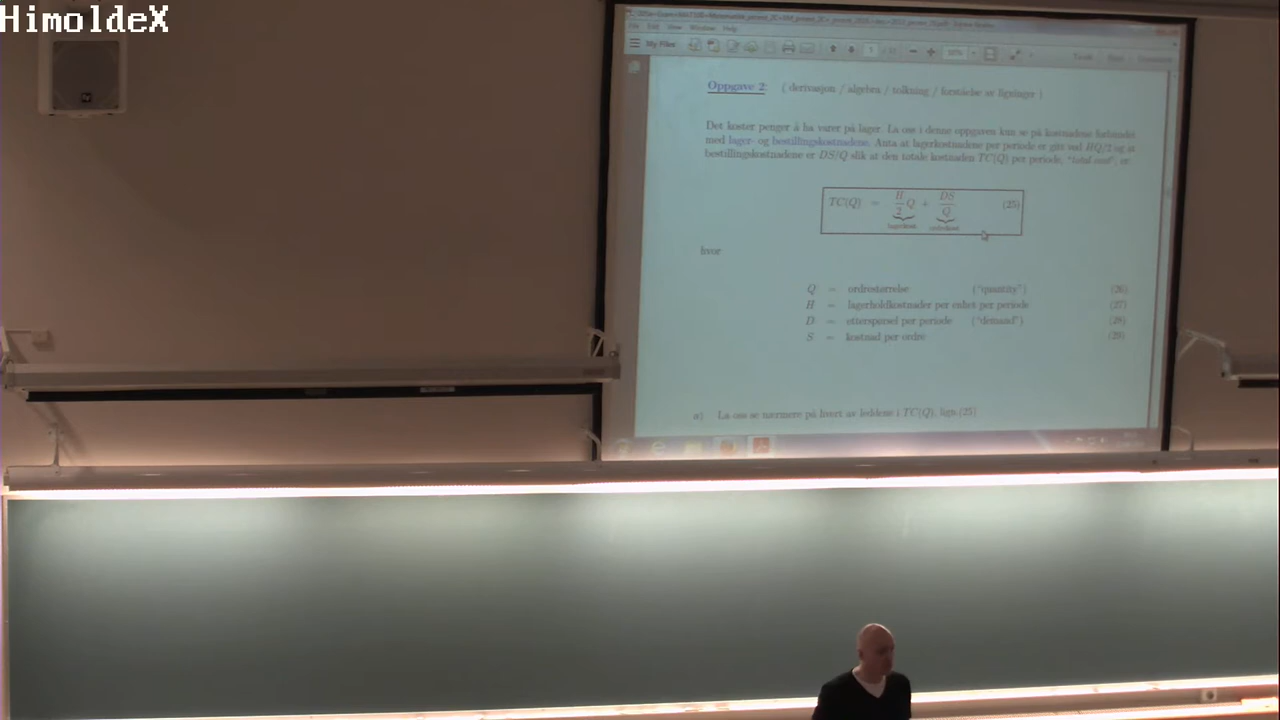 HimoldeX
My Files
Oppgave 2: ( derivasjon / algebra / tolkning / forståelse av ligninger )
Det koster penger å ha varer på lager. La oss i denne oppgaven kun se på kostnadene forbundet
med lager- og bestillingskostnadene. Anta at lagerkostnadene per periode er gitt ved HQ/2 og at
bestillingskostnadene er DS/Q slik at den totale kostnaden TC(Q) per periode, "total cost", er
TC(Q) = H/2 Q + DS/Q (25)
lagerkost ordrekost
hvor
Q = ordrestørrelse ("quantity") (26)
H = lagerholdkostnader per enhet per periode (27)
D = etterspørsel per periode ("demand") (28)
S = kostnad per ordre (29)
a) La oss se nærmere på hvert av leddene i TC(Q), lign.(25)